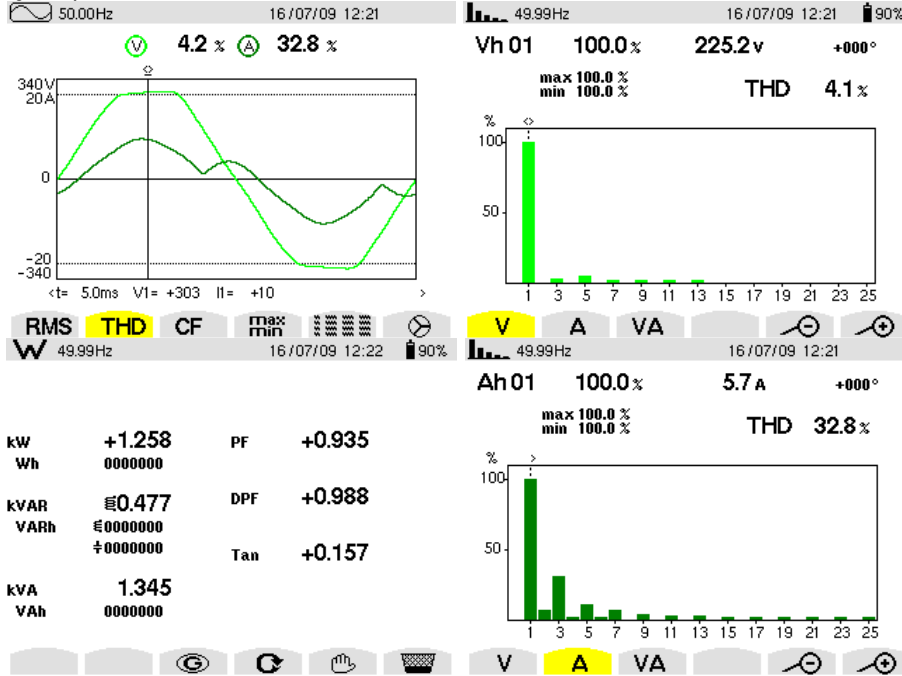 50.00Hz 16/07/09 12:21
V 4.2 % A 32.8 %
340V
20A
0
-20
-340
<t= 5.0ms V1= +303 I1= +10 >
RMS THD CF max min
49.99Hz 16/07/09 12:21 90%
Vh 01 100.0 % 225.2 V +000°
max 100.0 %
min 100.0 %
THD 4.1 %
%
100
50
1 3 5 7 9 11 13 15 17 19 21 23 25
V A VA
W 49.99Hz 16/07/09 12:22 90%
kW +1.258 PF +0.935
Wh 0000000
kVAR 0.477 DPF +0.988
VARh 0000000
0000000
Tan +0.157
kVA 1.345
VAh 0000000
G
49.99Hz 16/07/09 12:21
Ah 01 100.0 % 5.7 A +000°
max 100.0 %
min 100.0 %
THD 32.8 %
%
100
50
1 3 5 7 9 11 13 15 17 19 21 23 25
V A VA